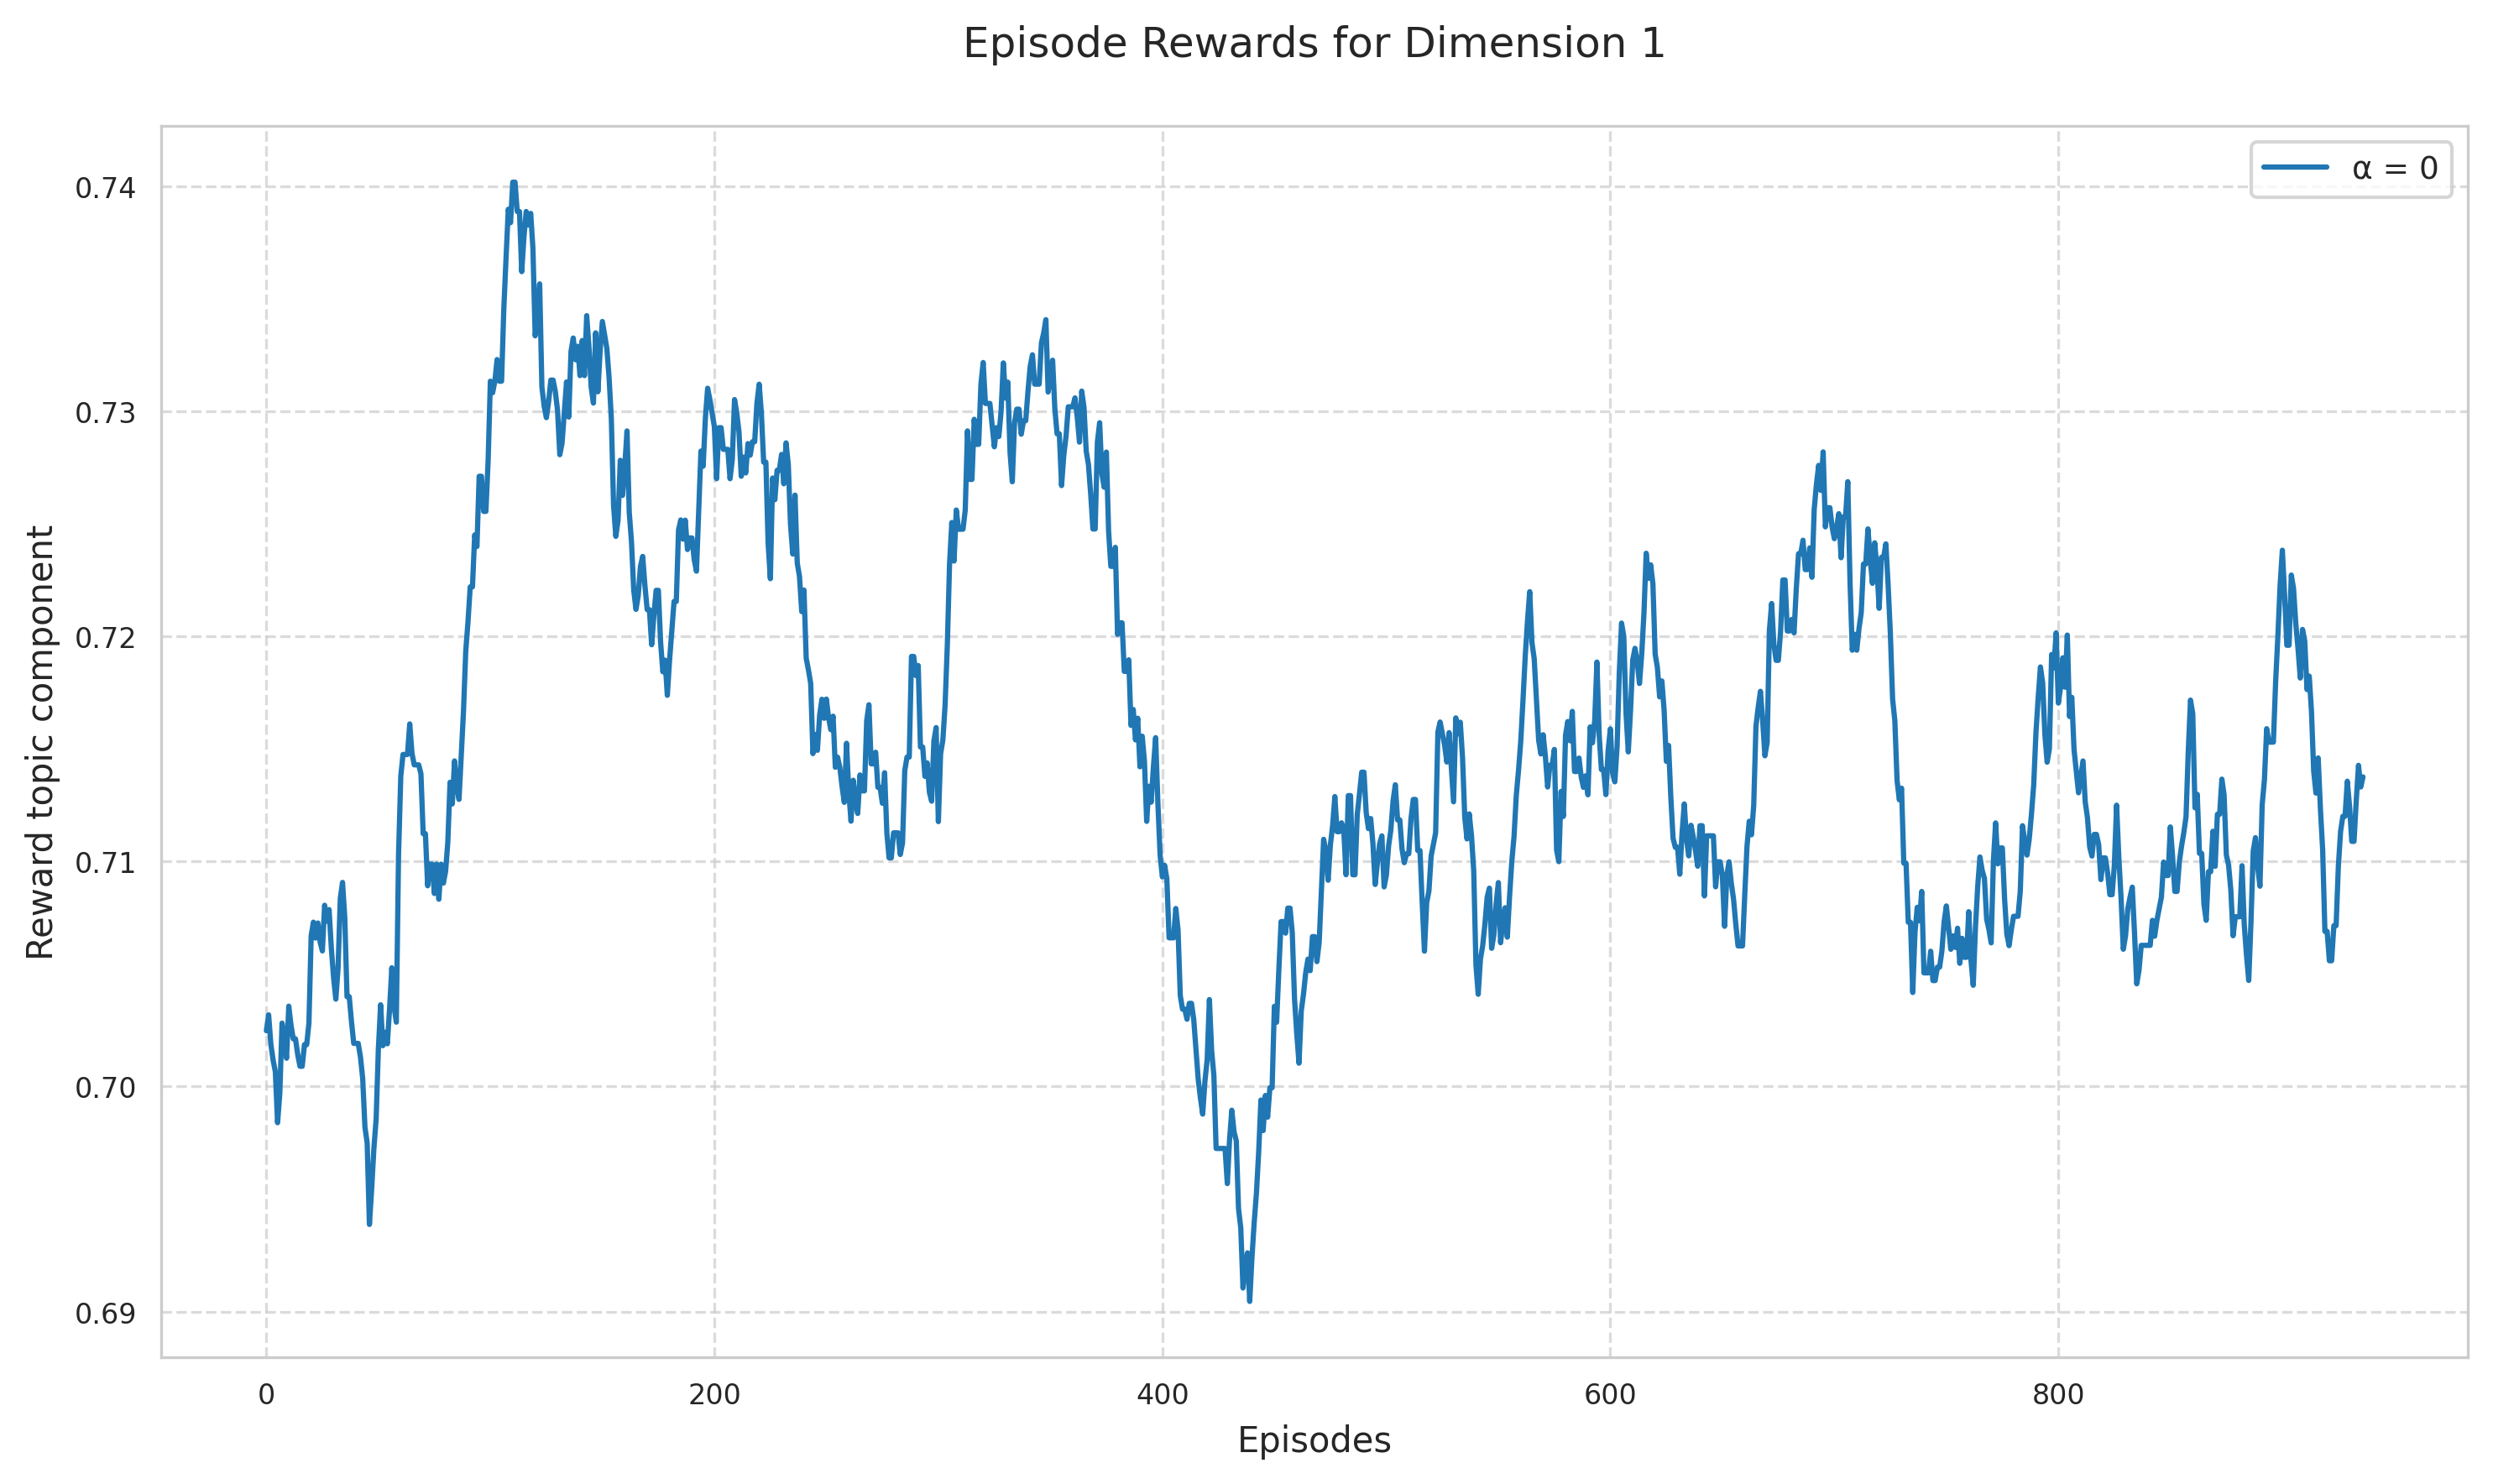 Episode Rewards for Dimension 1
α = 0
0.74
0.73
0.72
0.71
0.70
0.69
Reward topic component
0 200 400 600 800
Episodes